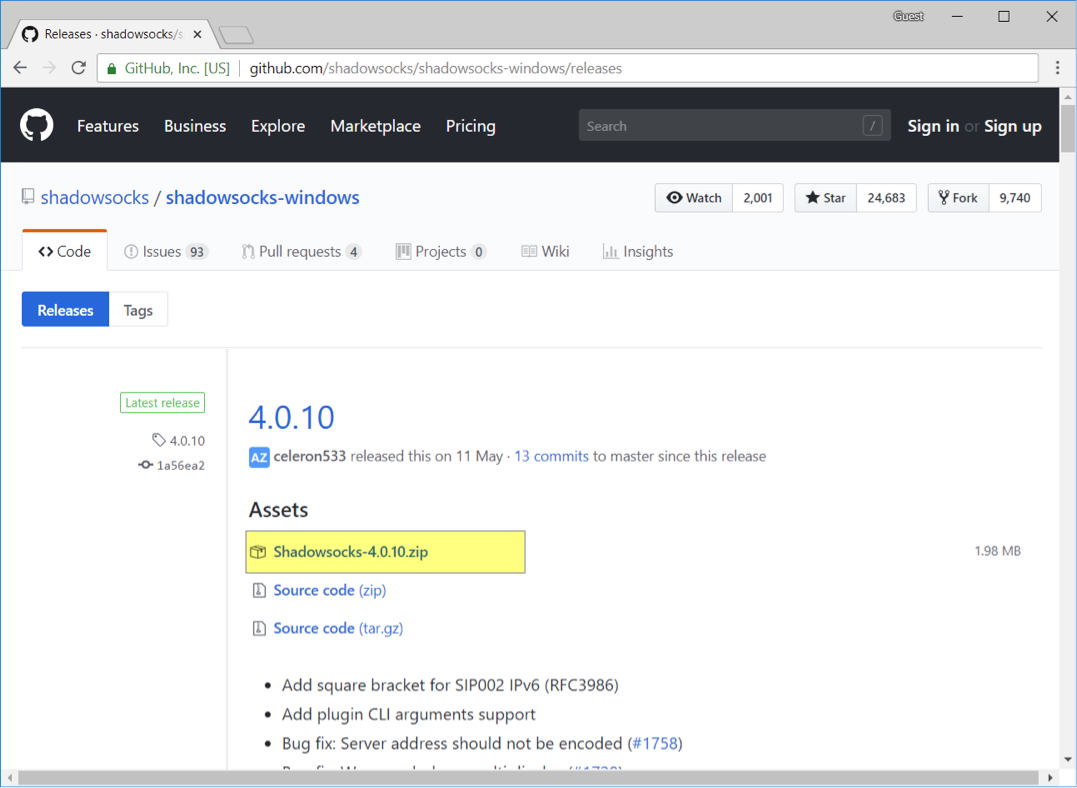 Guest
Releases · shadowsocks/s
GitHub, Inc. [US] github.com/shadowsocks/shadowsocks-windows/releases
Features Business Explore Marketplace Pricing Search / Sign in or Sign up
shadowsocks / shadowsocks-windows Watch 2,001 Star 24,683 Fork 9,740
Code Issues 93 Pull requests 4 Projects 0 Wiki Insights
Releases Tags
Latest release
4.0.10
4.0.10
1a56ea2
AZ celeron533 released this on 11 May · 13 commits to master since this release
Assets
Shadowsocks-4.0.10.zip 1.98 MB
Source code (zip)
Source code (tar.gz)
• Add square bracket for SIP002 IPv6 (RFC3986)
• Add plugin CLI arguments support
• Bug fix: Server address should not be encoded (#1758)